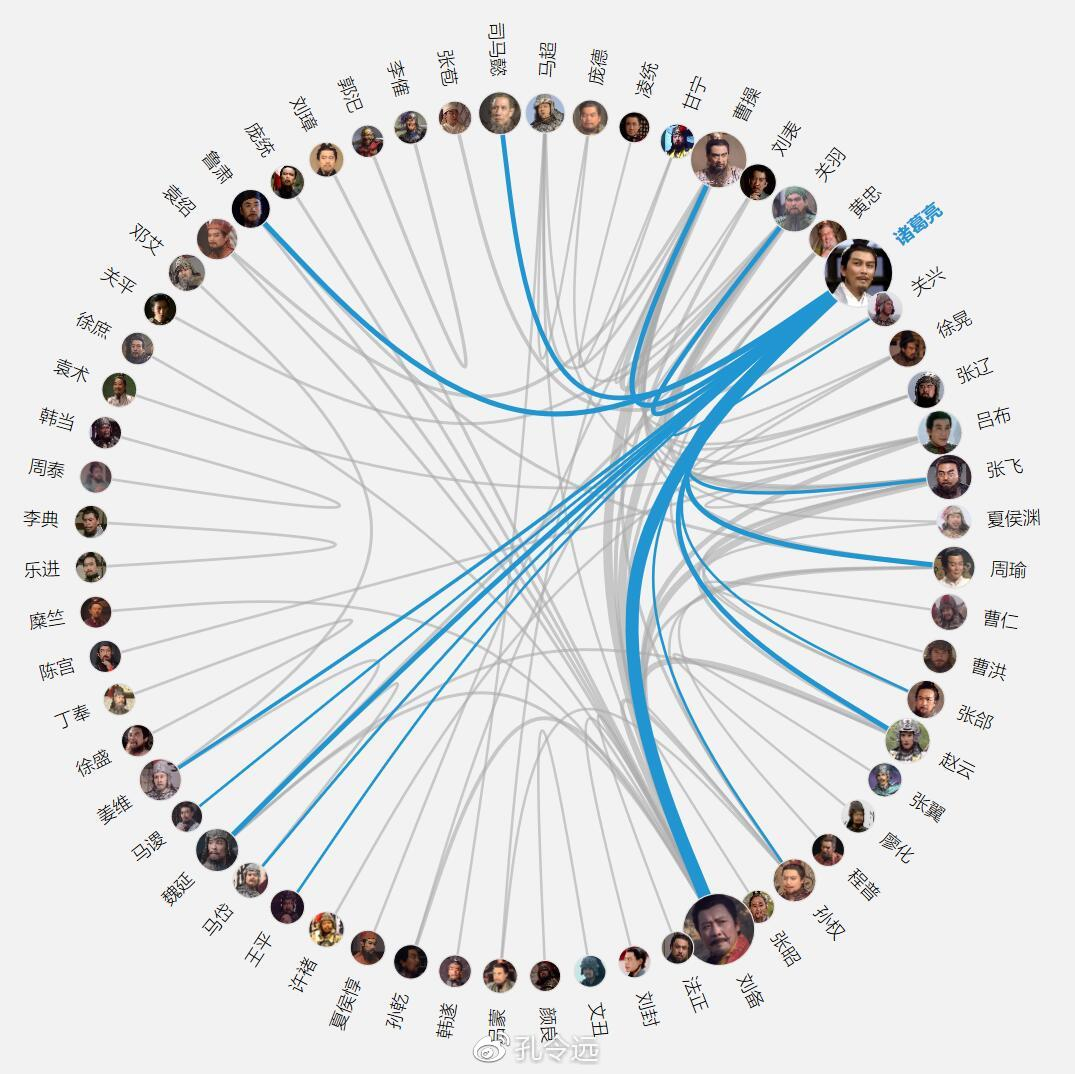 司马懿
马超
庞德
凌统
甘宁
曹操
刘表
关羽
黄忠
诸葛亮
关兴
徐晃
张辽
吕布
张飞
夏侯渊
周瑜
曹仁
曹洪
张郃
赵云
张翼
廖化
程普
孙权
张昭
刘备
法正
刘封
文丑
颜良
吕蒙
韩遂
孙乾
夏侯惇
许褚
王平
马岱
魏延
马谡
姜维
徐盛
丁奉
陈宫
糜竺
乐进
李典
周泰
韩当
袁术
徐庶
关平
邓艾
袁绍
鲁肃
庞统
刘璋
郭汜
李傕
张苞
孔令远